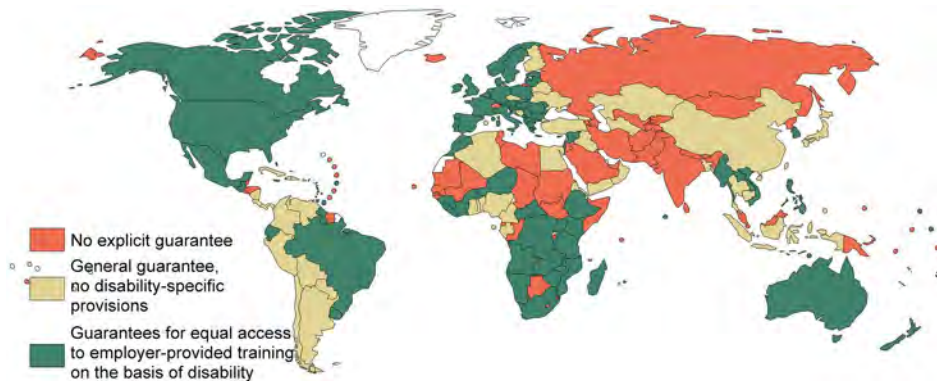 No explicit guarantee
General guarantee,
no disability-specific
provisions
Guarantees for equal access
to employer-provided training
on the basis of disability